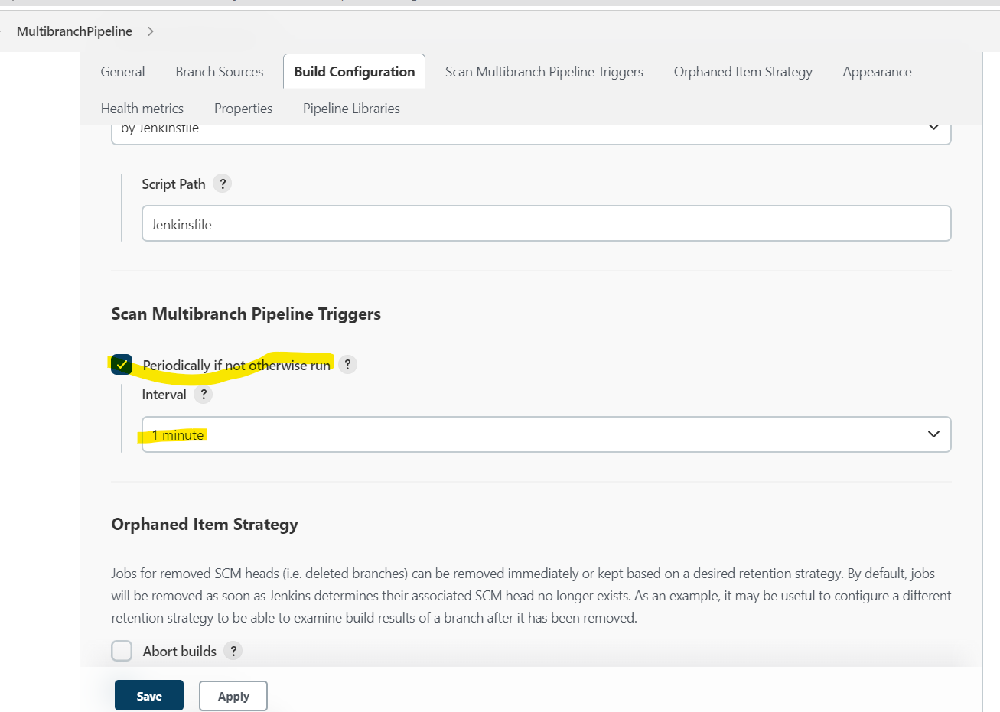 MultibranchPipeline
General Branch Sources Build Configuration Scan Multibranch Pipeline Triggers Orphaned Item Strategy Appearance
Health metrics Properties Pipeline Libraries
by Jenkinsfile
Script Path ?
Jenkinsfile
Scan Multibranch Pipeline Triggers
Periodically if not otherwise run ?
Interval ?
1 minute
Orphaned Item Strategy
Jobs for removed SCM heads (i.e. deleted branches) can be removed immediately or kept based on a desired retention strategy. By default, jobs
will be removed as soon as Jenkins determines their associated SCM head no longer exists. As an example, it may be useful to configure a different
retention strategy to be able to examine build results of a branch after it has been removed.
Abort builds ?
Save Apply